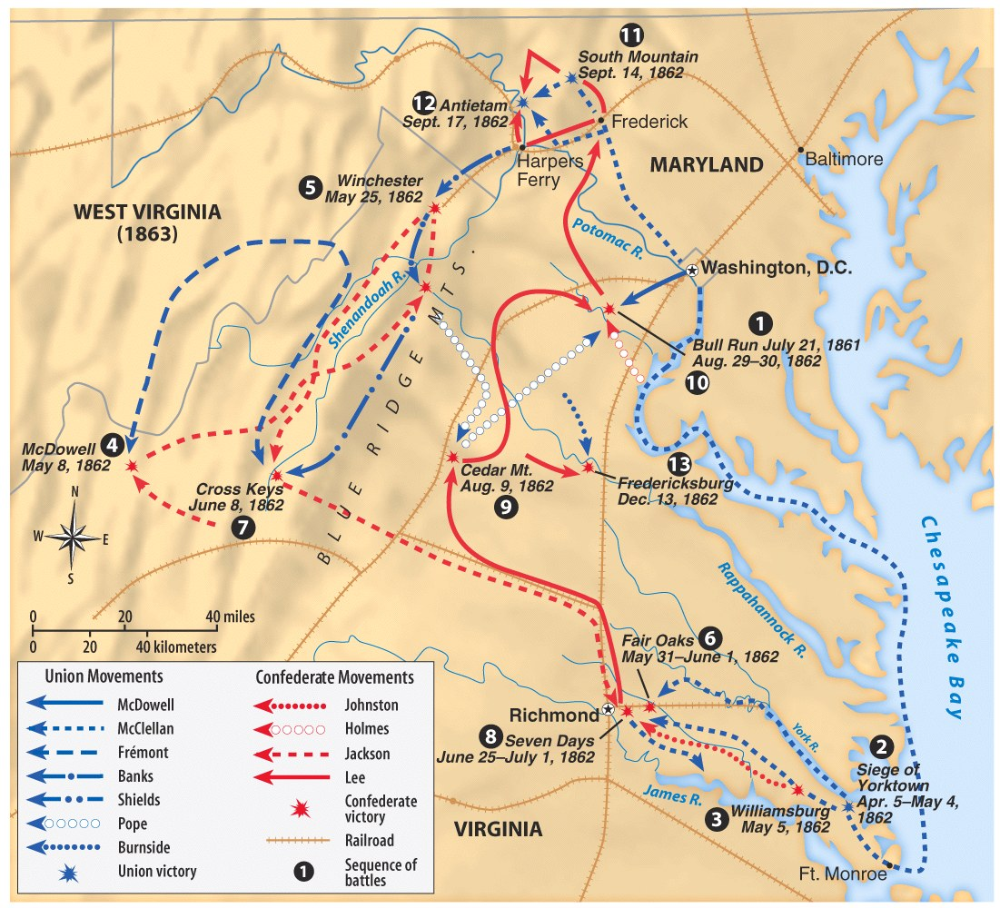 11
South Mountain
Sept. 14, 1862
12
Antietam
Sept. 17, 1862
Frederick
Harpers
Ferry
MARYLAND
Baltimore
5
Winchester
May 25, 1862
WEST VIRGINIA
(1863)
Potomac R.
Washington, D.C.
Shenandoah R.
BLUE RIDGE MTS.
1
Bull Run July 21, 1861
Aug. 29–30, 1862
10
4
McDowell
May 8, 1862
Cross Keys
June 8, 1862
7
Cedar Mt.
Aug. 9, 1862
9
13
Fredericksburg
Dec. 13, 1862
N
W E
S
Chesapeake Bay
Rappahannock R.
0 20 40 miles
0 20 40 kilometers
6
Fair Oaks
May 31–June 1, 1862
Richmond
8
Seven Days
June 25–July 1, 1862
York R.
2
Siege of
Yorktown
Apr. 5–May 4,
1862
James R.
3
Williamsburg
May 5, 1862
VIRGINIA
Ft. Monroe
Union Movements
McDowell
McClellan
Frémont
Banks
Shields
Pope
Burnside
Union victory
Confederate Movements
Johnston
Holmes
Jackson
Lee
Confederate
victory
Railroad
1
Sequence of
battles